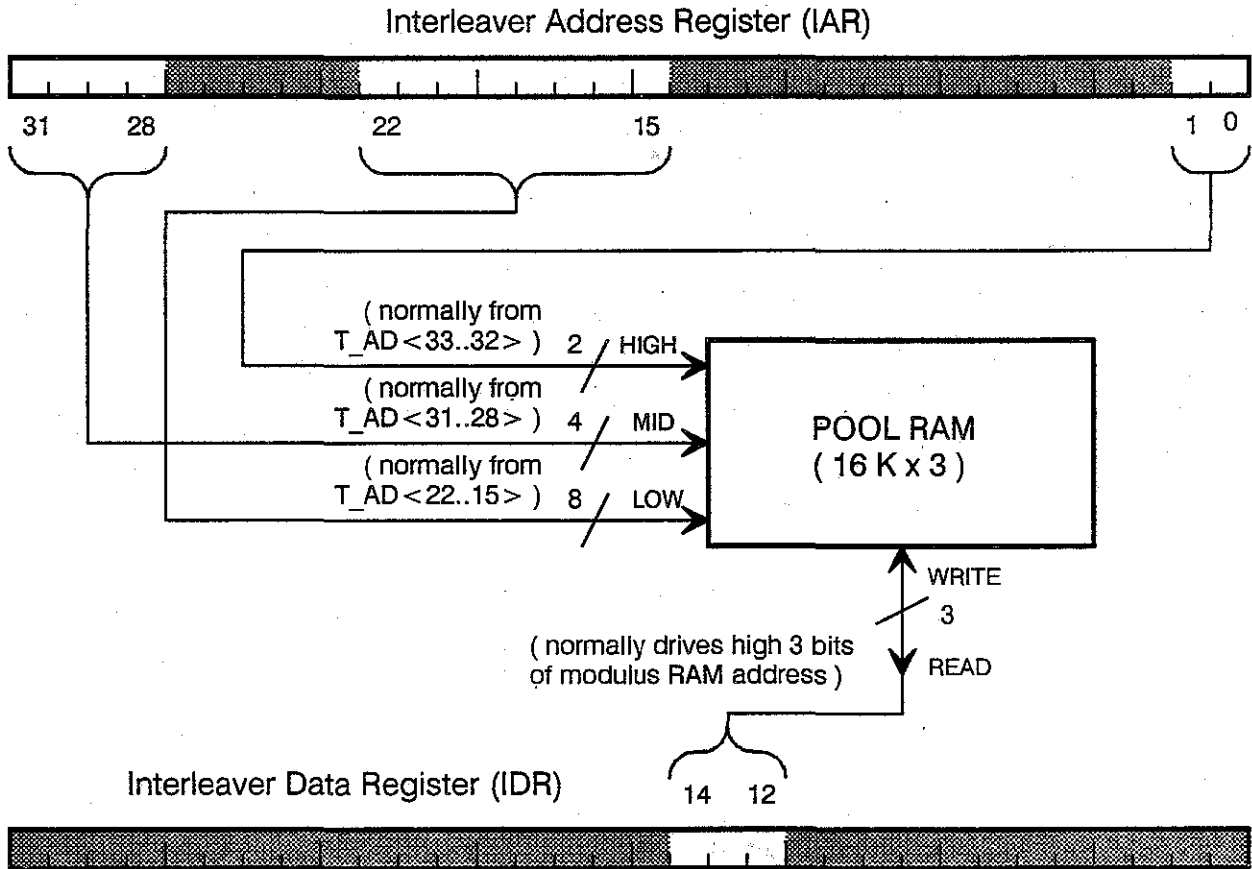 Interleaver Address Register (IAR)
31 28 22 15 1 0
( normally from
T_AD<33..32> ) 2 HIGH
( normally from
T_AD<31..28> ) 4 MID
( normally from
T_AD<22..15> ) 8 LOW
POOL RAM
( 16 K x 3 )
WRITE
3
( normally drives high 3 bits
of modulus RAM address )
READ
Interleaver Data Register (IDR)
14 12